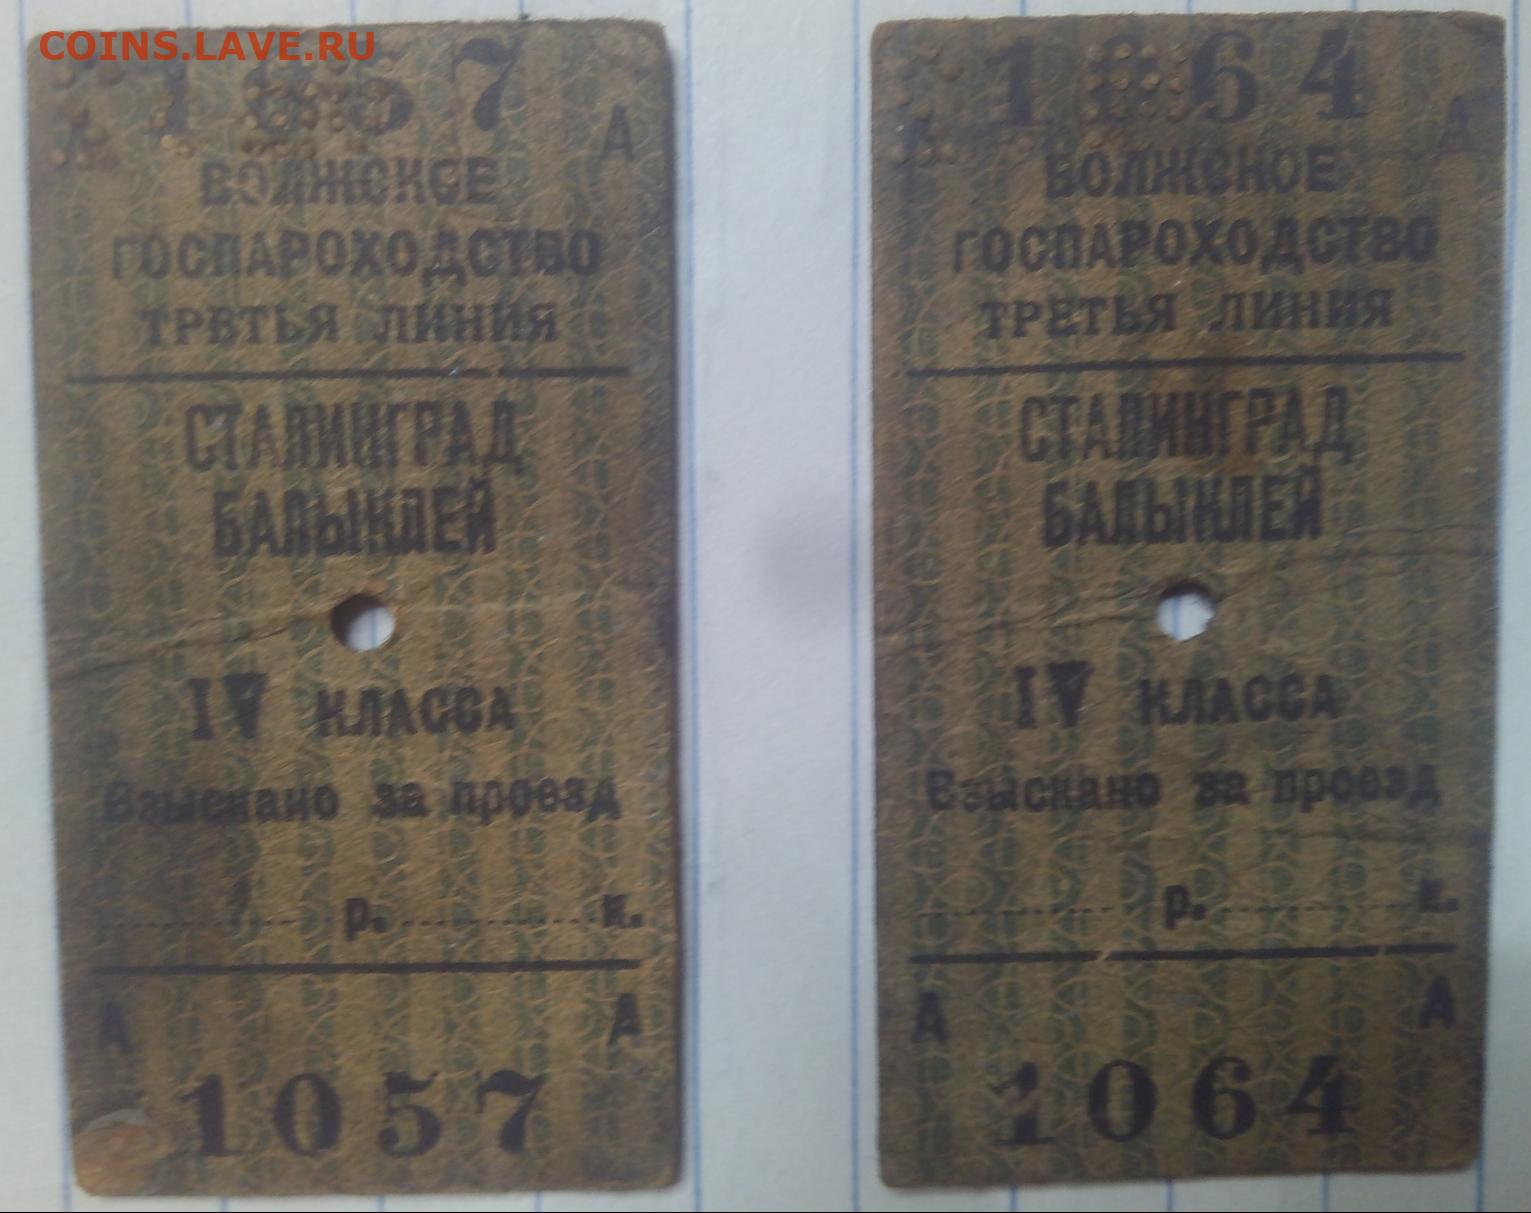 COINS.LAVE.RU
1057
А А
ВОЛЖСКОЕ
ГОСПАРОХОДСТВО
ТРЕТЬЯ ЛИНИЯ
СТАЛИНГРАД
БАЛЫКЛЕЙ
IV КЛАССА
Взыскано за проезд
р. к.
А А
1057
1064
А А
ВОЛЖСКОЕ
ГОСПАРОХОДСТВО
ТРЕТЬЯ ЛИНИЯ
СТАЛИНГРАД
БАЛЫКЛЕЙ
IV КЛАССА
Взыскано за проезд
р. к.
А А
1064